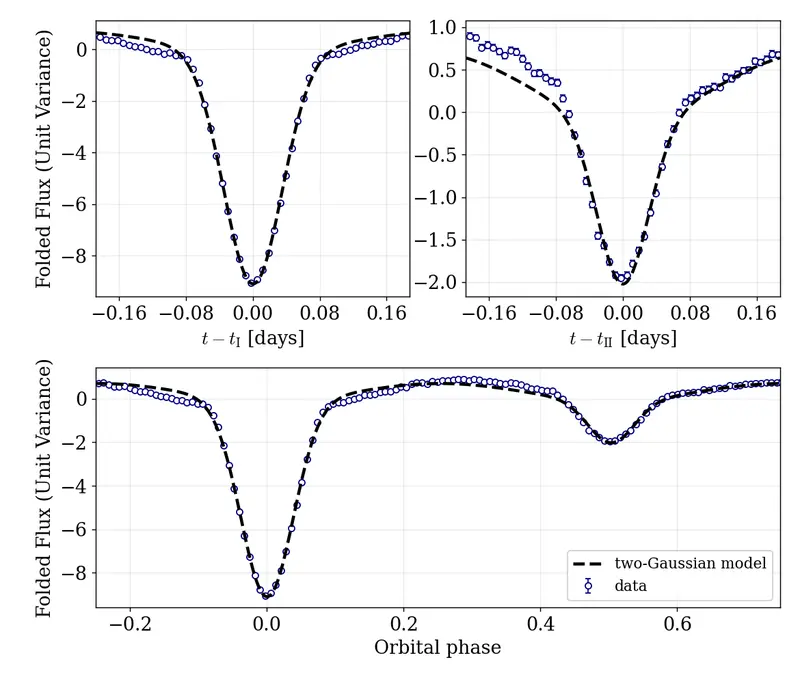 Folded Flux (Unit Variance)
0
−2
−4
−6
−8
−0.16 −0.08 0.00 0.08 0.16
t − tI [days]
1.0
0.5
0.0
−0.5
−1.0
−1.5
−2.0
−0.16 −0.08 0.00 0.08 0.16
t − tII [days]
Folded Flux (Unit Variance)
0
−2
−4
−6
−8
two-Gaussian model
data
−0.2 0.0 0.2 0.4 0.6
Orbital phase